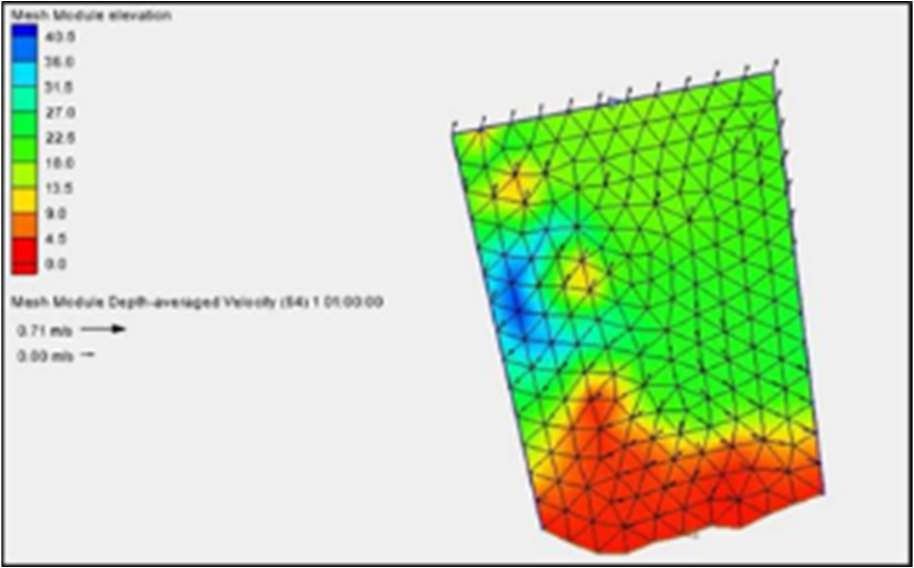 Mesh Module elevation
40.5
36.0
31.5
27.0
22.5
18.0
13.5
9.0
4.5
0.0
Mesh Module Depth-averaged Velocity (64) 1 01:00:00
0.71 m/s
0.00 m/s